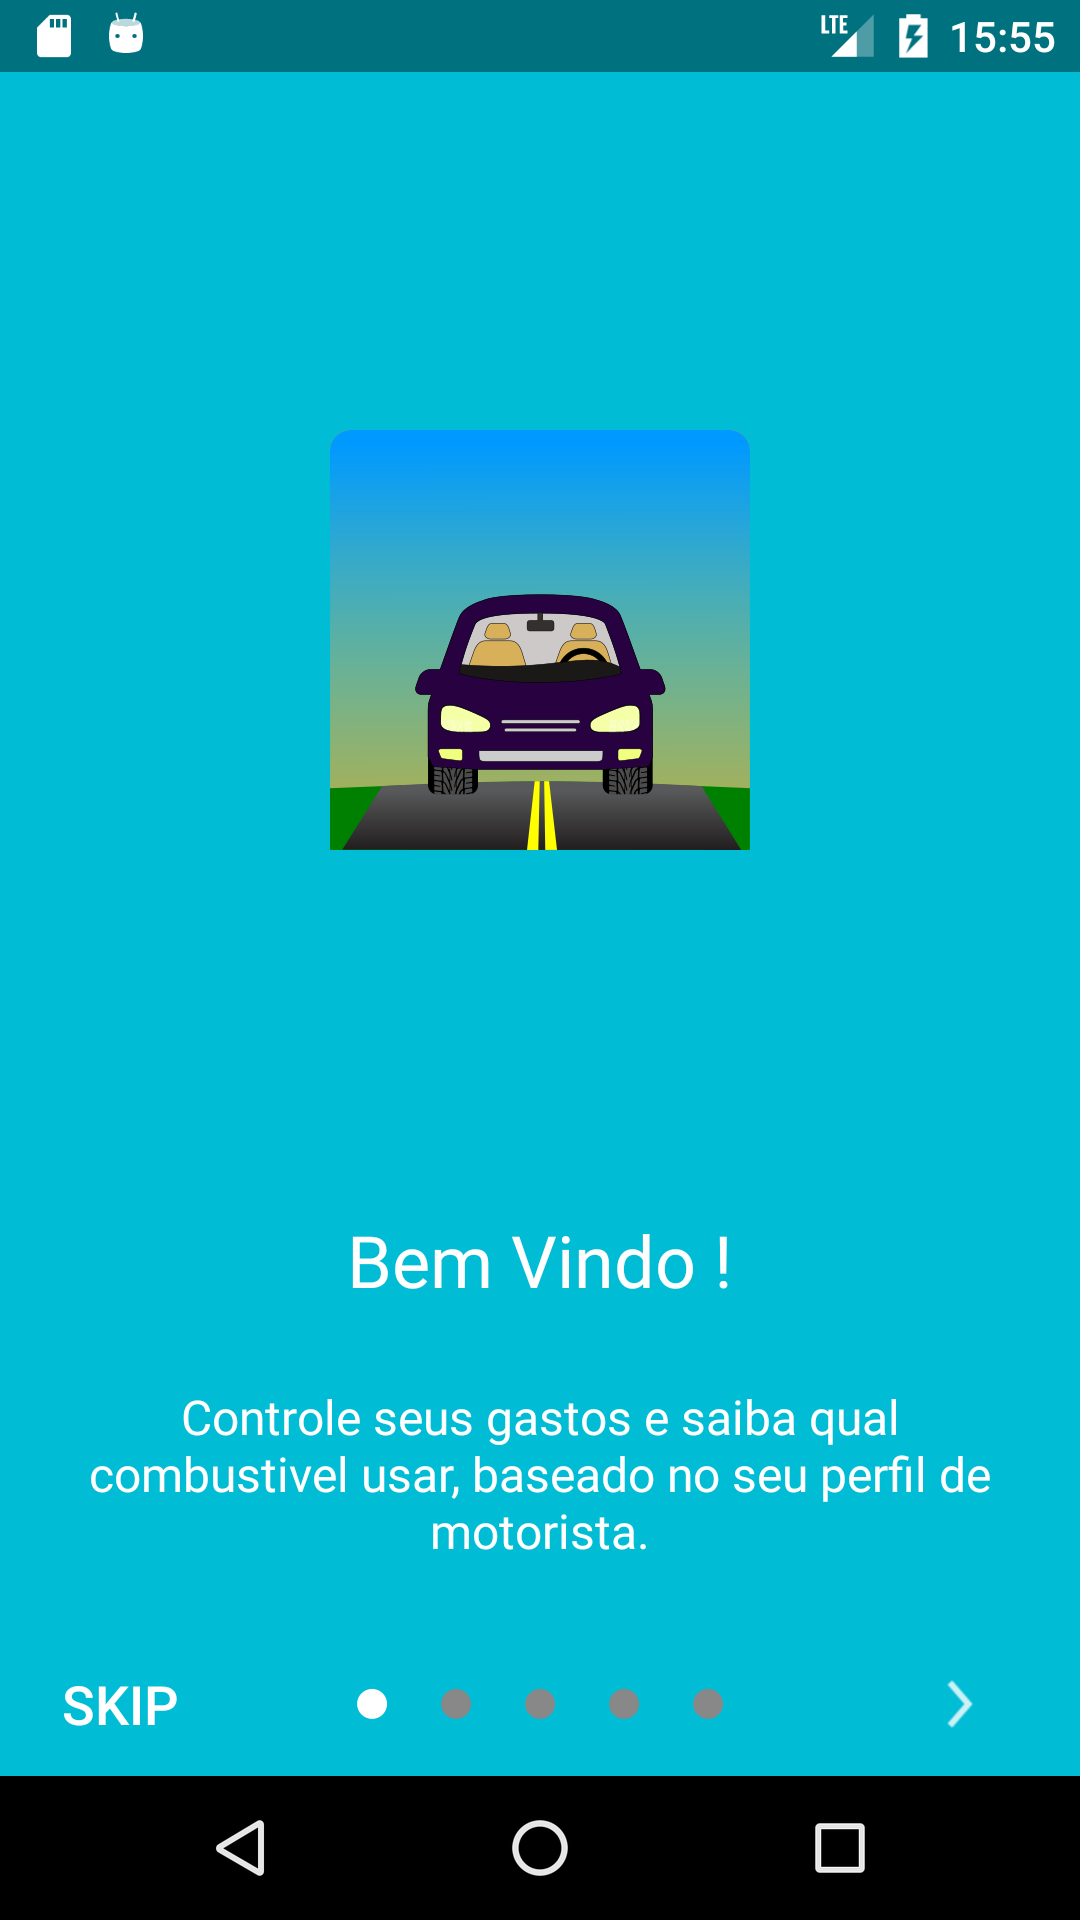 LTE 15:55
Bem Vindo !
Controle seus gastos e saiba qual
combustivel usar, baseado no seu perfil de
motorista.
SKIP